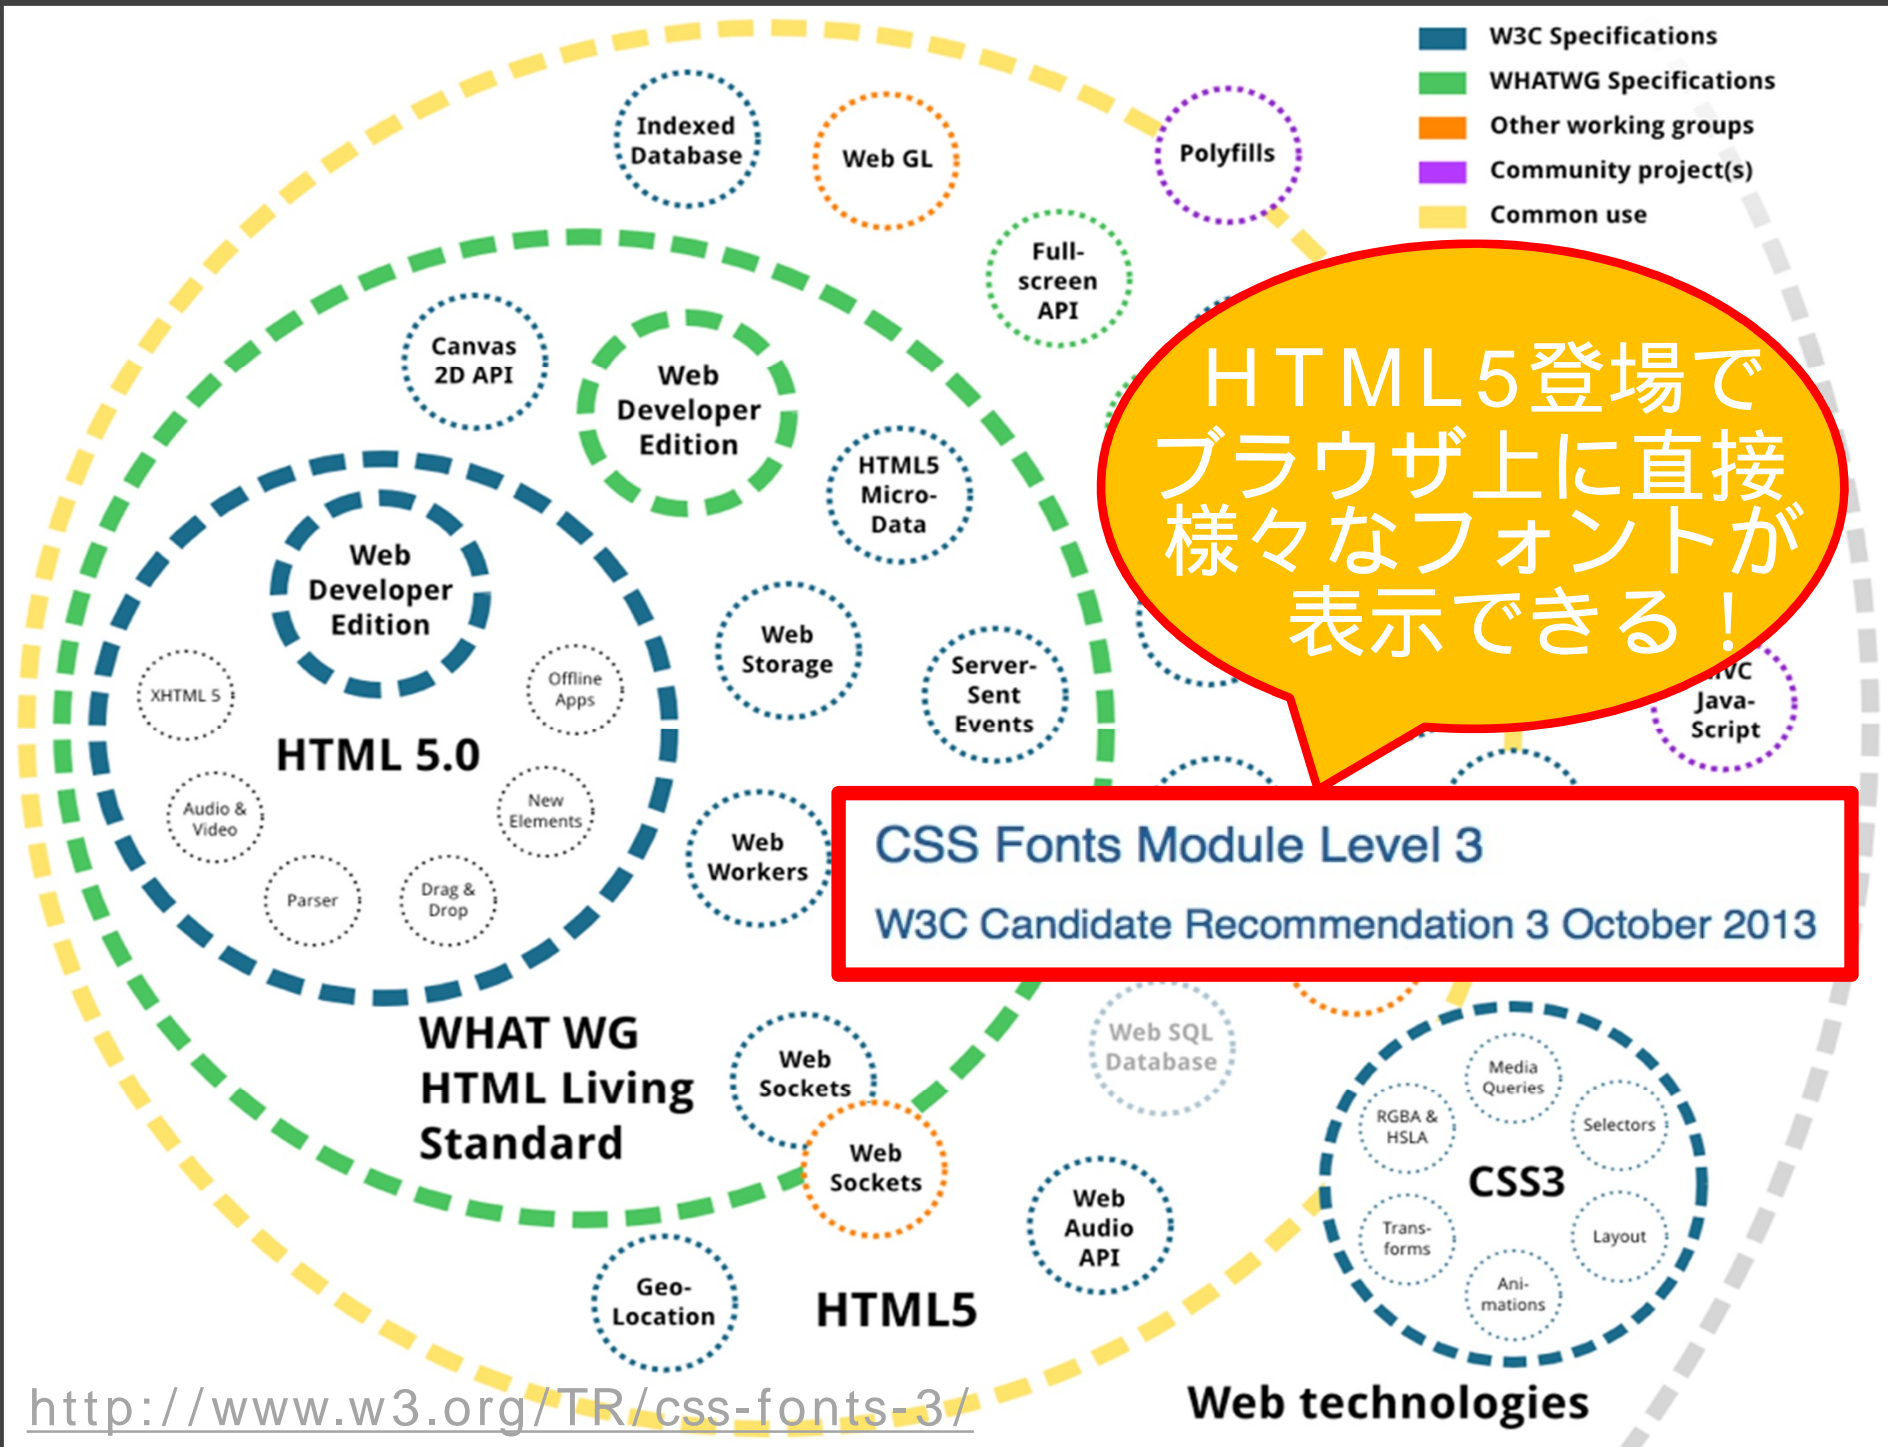 W3C Specifications
WHATWG Specifications
Other working groups
Community project(s)
Common use
Indexed
Database
Web GL
Polyfills
Full-
screen
API
Canvas
2D API
Web
Developer
Edition
HTML5
Micro-
Data
HTML5登場で
ブラウザ上に直接
様々なフォントが
表示できる！
Web
Developer
Edition
Web
Storage
Server-
Sent
Events
XHTML 5
Offline
Apps
HTML 5.0
Audio &
Video
New
Elements
Parser
Drag &
Drop
Web
Workers
Java-
Script
CSS Fonts Module Level 3
W3C Candidate Recommendation 3 October 2013
WHAT WG
HTML Living
Standard
Web
Sockets
Web
Sockets
Web SQL
Database
Web
Audio
API
Geo-
Location
HTML5
Media
Queries
RGBA &
HSLA
Selectors
CSS3
Trans-
forms
Layout
Ani-
mations
Web technologies
http://www.w3.org/TR/css-fonts-3/